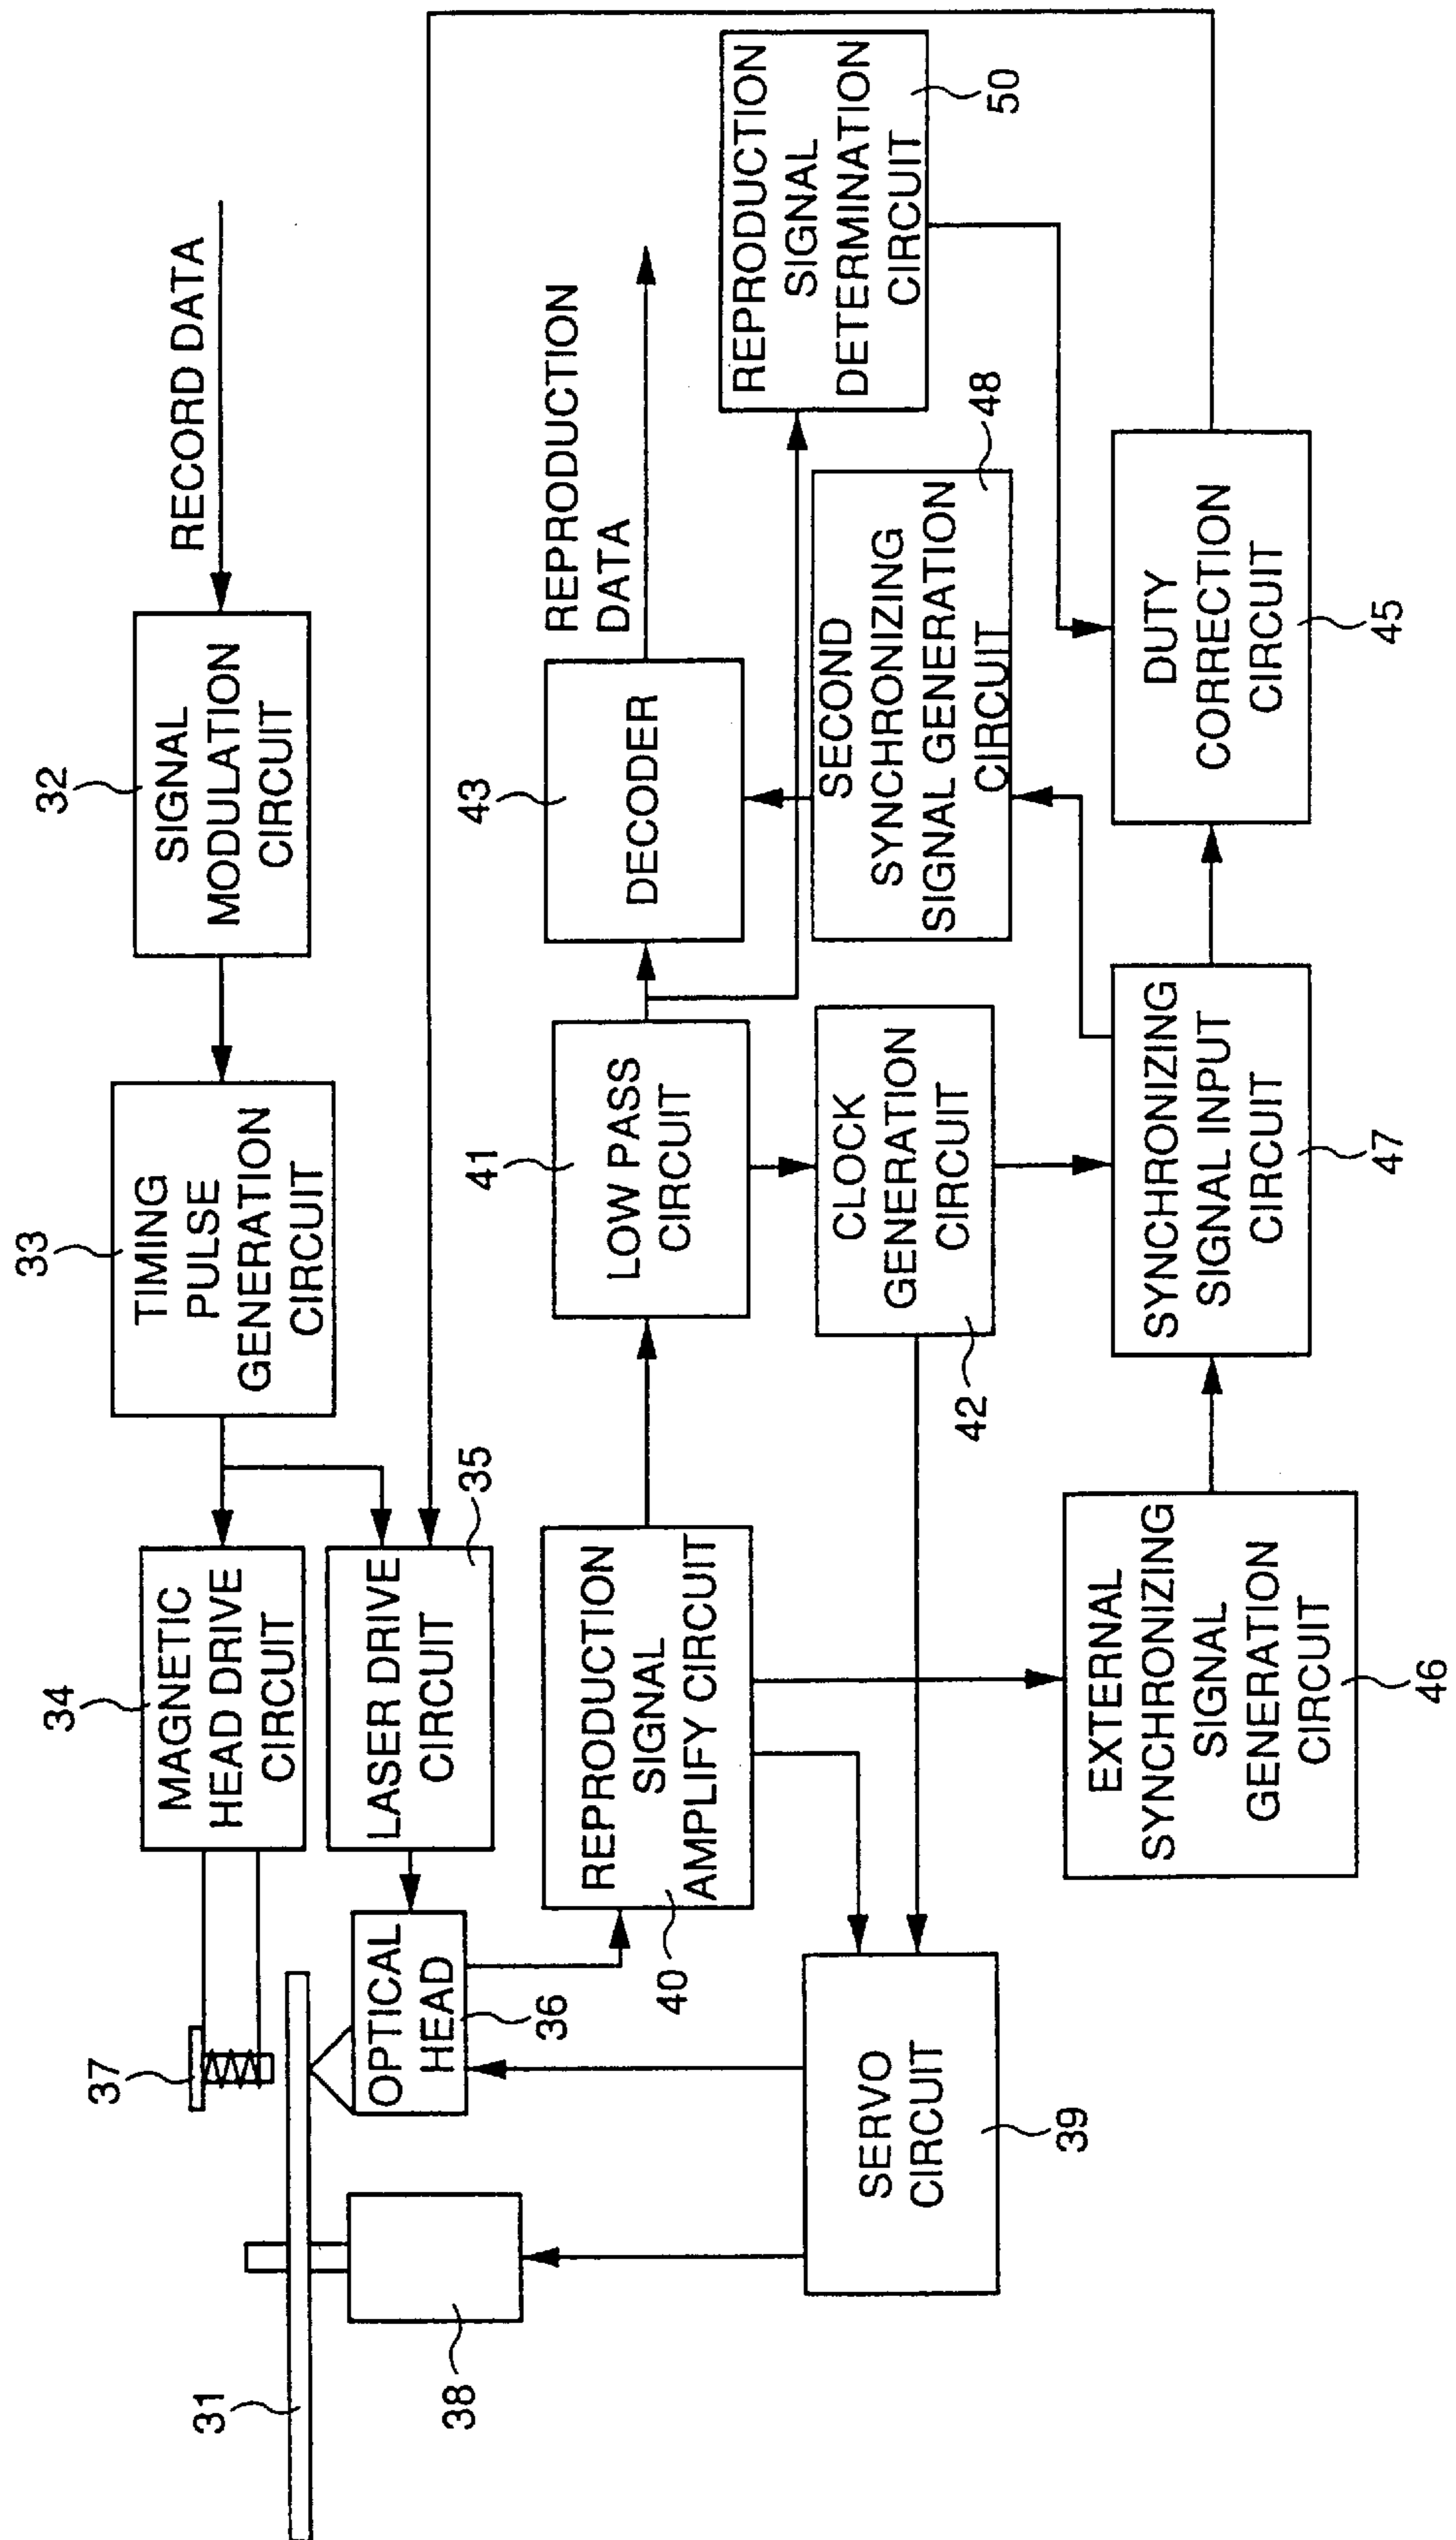 RECORD DATA
32
SIGNAL
MODULATION
CIRCUIT
33
TIMING
PULSE
GENERATION
CIRCUIT
34
MAGNETIC
HEAD DRIVE
CIRCUIT
35
LASER DRIVE
CIRCUIT
37
31
OPTICAL
HEAD
36
38
REPRODUCTION
SIGNAL
AMPLIFY CIRCUIT
40
41
LOW PASS
CIRCUIT
43
DECODER
REPRODUCTION
DATA
REPRODUCTION
SIGNAL
DETERMINATION
CIRCUIT
50
SERVO
CIRCUIT
39
CLOCK
GENERATION
CIRCUIT
42
SECOND
SYNCHRONIZING
SIGNAL GENERATION
CIRCUIT
48
EXTERNAL
SYNCHRONIZING
SIGNAL
GENERATION
CIRCUIT
46
SYNCHRONIZING
SIGNAL INPUT
CIRCUIT
47
DUTY
CORRECTION
CIRCUIT
45